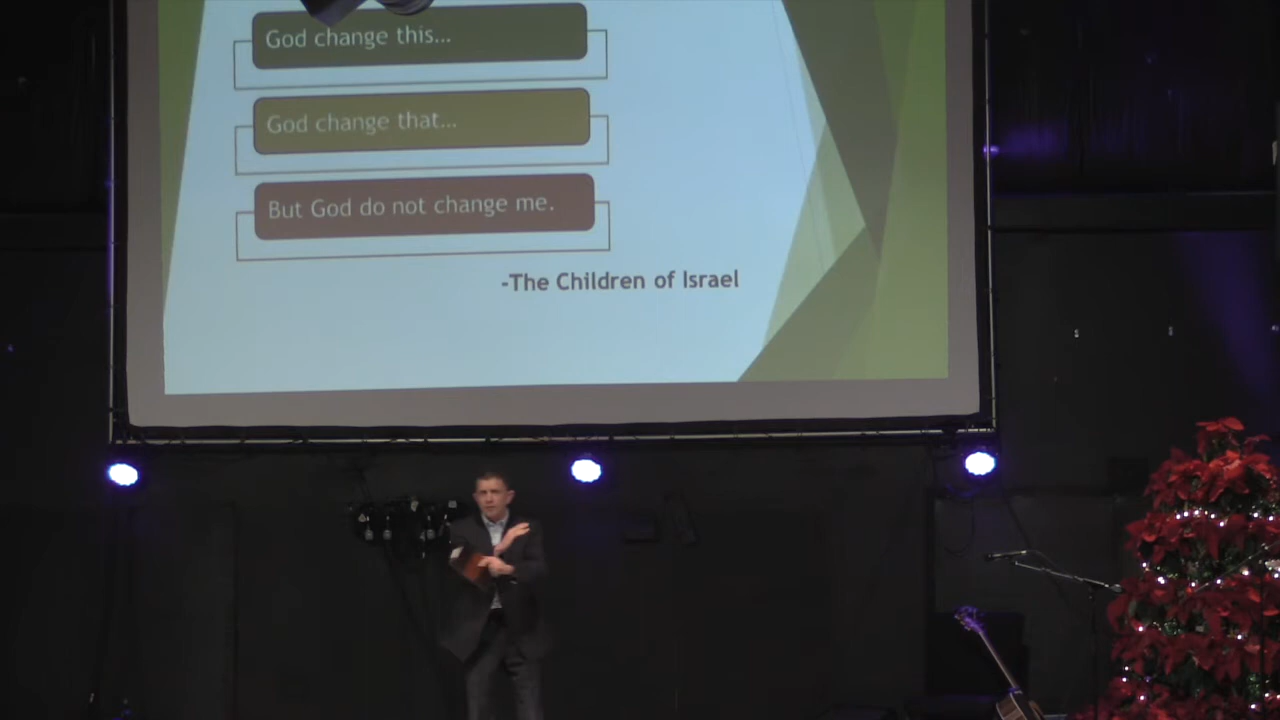 God change this...
God change that...
But God do not change me.
-The Children of Israel